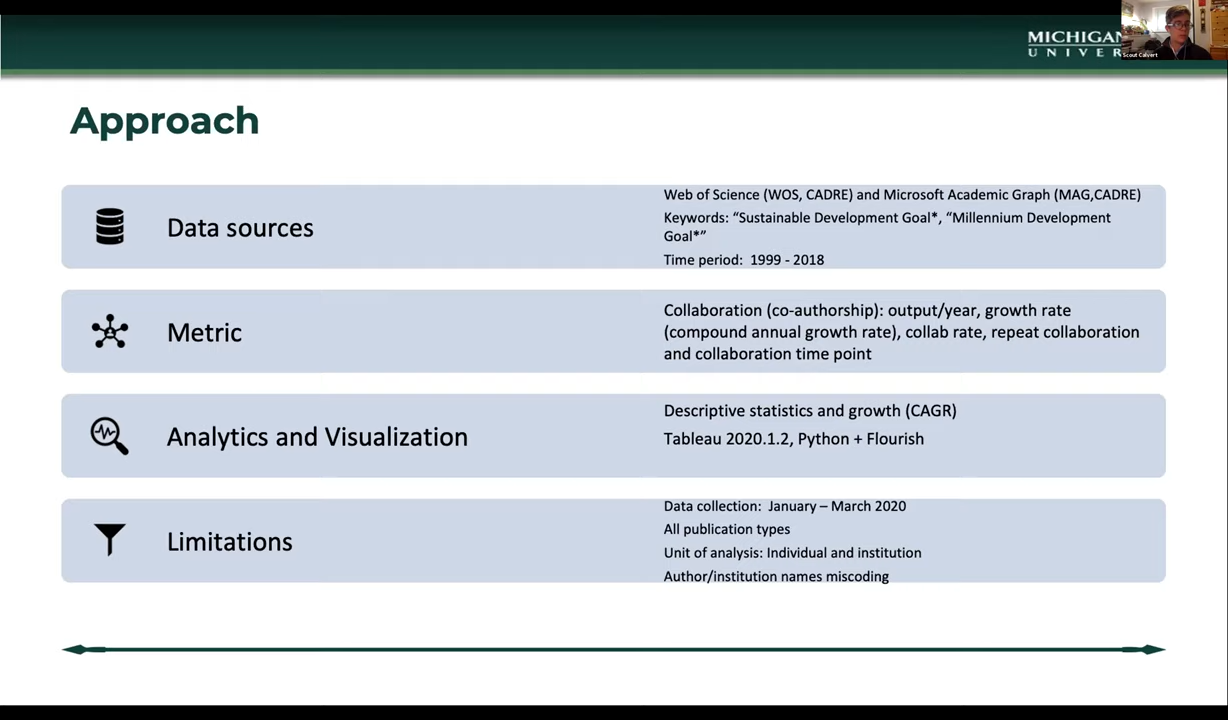 MICHIGAN
UNIVER
Scout Calvert
Approach
Data sources
Web of Science (WOS, CADRE) and Microsoft Academic Graph (MAG,CADRE)
Keywords: “Sustainable Development Goal*, “Millennium Development
Goal*”
Time period: 1999 - 2018
Metric
Collaboration (co-authorship): output/year, growth rate
(compound annual growth rate), collab rate, repeat collaboration
and collaboration time point
Analytics and Visualization
Descriptive statistics and growth (CAGR)
Tableau 2020.1.2, Python + Flourish
Limitations
Data collection: January – March 2020
All publication types
Unit of analysis: Individual and institution
Author/institution names miscoding